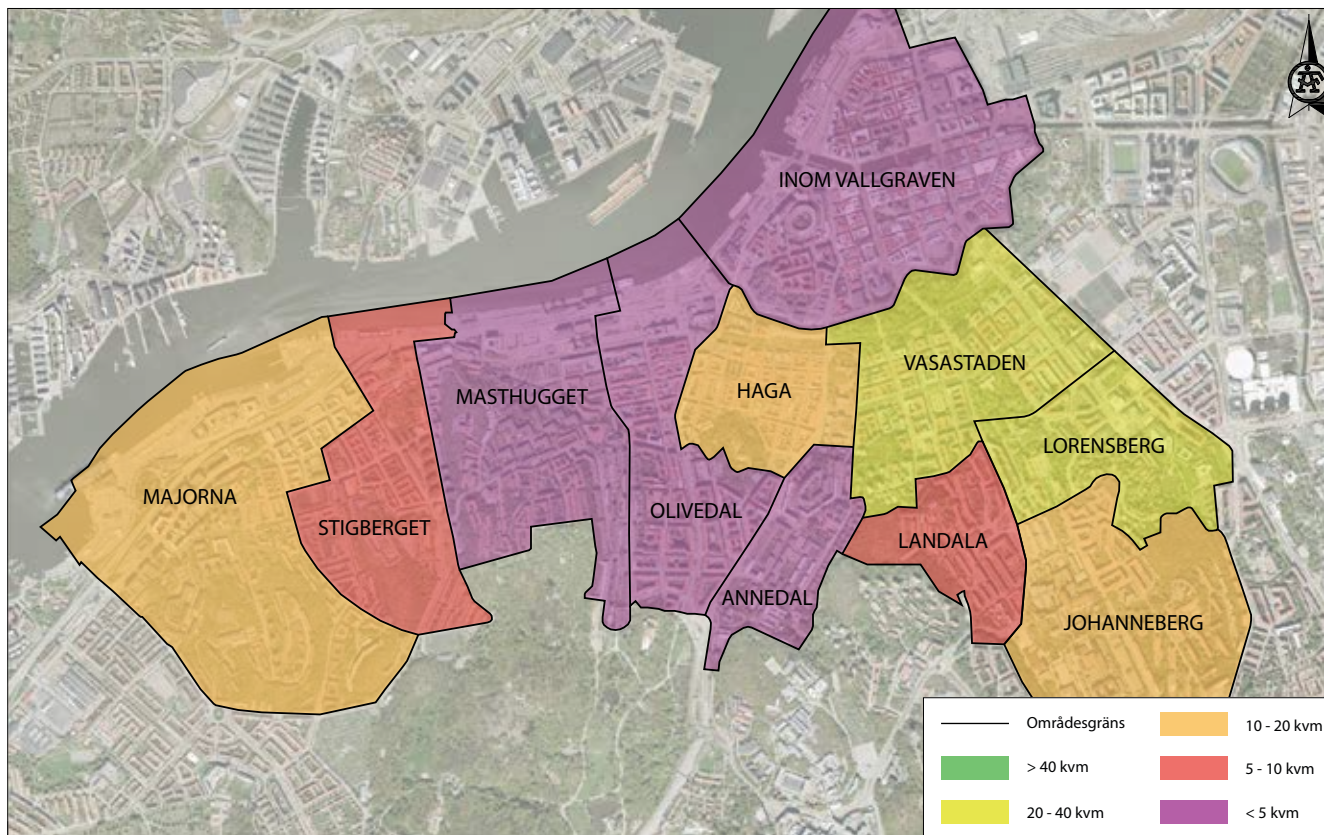 INOM VALLGRAVEN
VASASTADEN
HAGA
MASTHUGGET
LORENSBERG
MAJORNA
OLIVEDAL
STIGBERGET
LANDALA
ANNEDAL
JOHANNEBERG
Områdesgräns
> 40 kvm
20 - 40 kvm
10 - 20 kvm
5 - 10 kvm
< 5 kvm